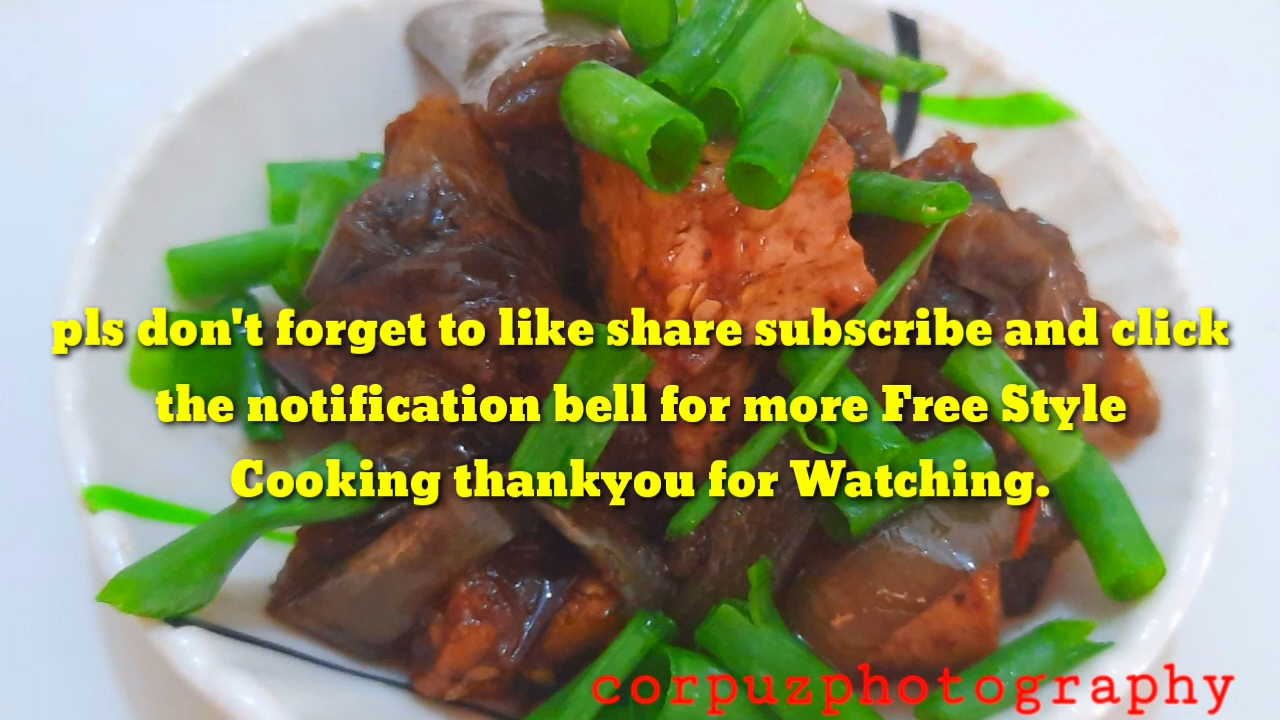 pls don't forget to like share subscribe and click
the notification bell for more Free Style
Cooking thankyou for Watching.
corpuzphotography